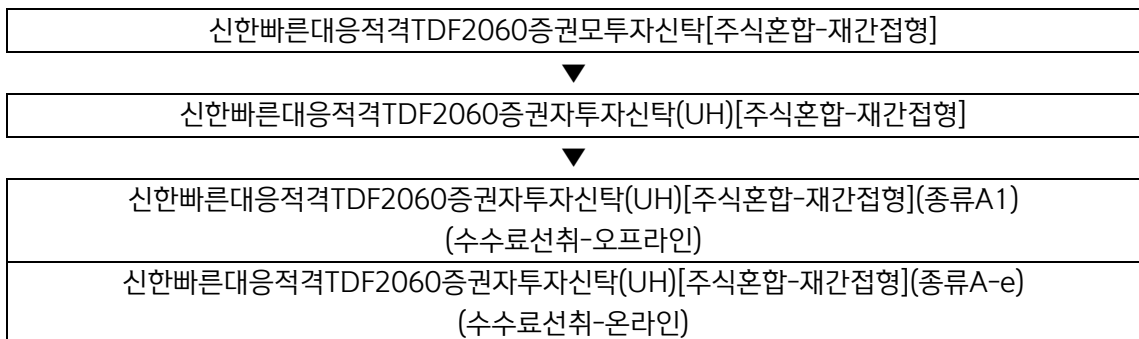 신한빠른대응적격TDF2060증권모투자신탁[주식혼합-재간접형]
▼
신한빠른대응적격TDF2060증권자투자신탁(UH)[주식혼합-재간접형]
▼
신한빠른대응적격TDF2060증권자투자신탁(UH)[주식혼합-재간접형](종류A1)
(수수료선취-오프라인)
신한빠른대응적격TDF2060증권자투자신탁(UH)[주식혼합-재간접형](종류A-e)
(수수료선취-온라인)